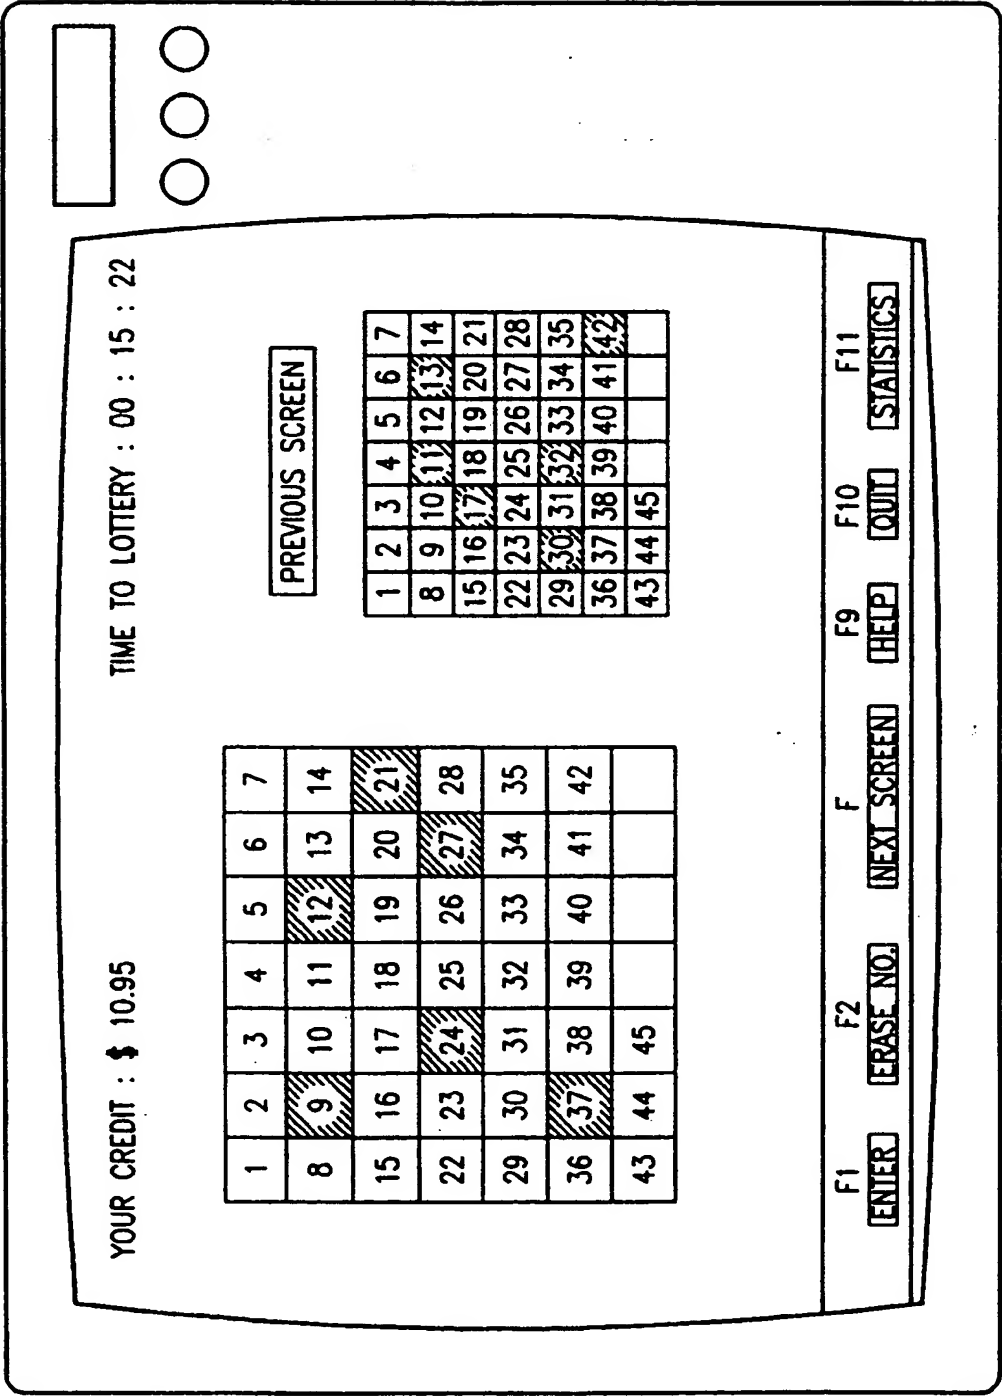 YOUR CREDIT : $ 10.95
TIME TO LOTTERY : 00 : 15 : 22
1 2 3 4 5 6 7
8 9 10 11 12 13 14
15 16 17 18 19 20 21
22 23 24 25 26 27 28
29 30 31 32 33 34 35
36 37 38 39 40 41 42
43 44 45
PREVIOUS SCREEN
1 2 3 4 5 6 7
8 9 10 11 12 13 14
15 16 17 18 19 20 21
22 23 24 25 26 27 28
29 30 31 32 33 34 35
36 37 38 39 40 41 42
43 44 45
F1 F2 F F9 F10 F11
ENTER ERASE NO. NEXT SCREEN HELP QUIT STATISTICS